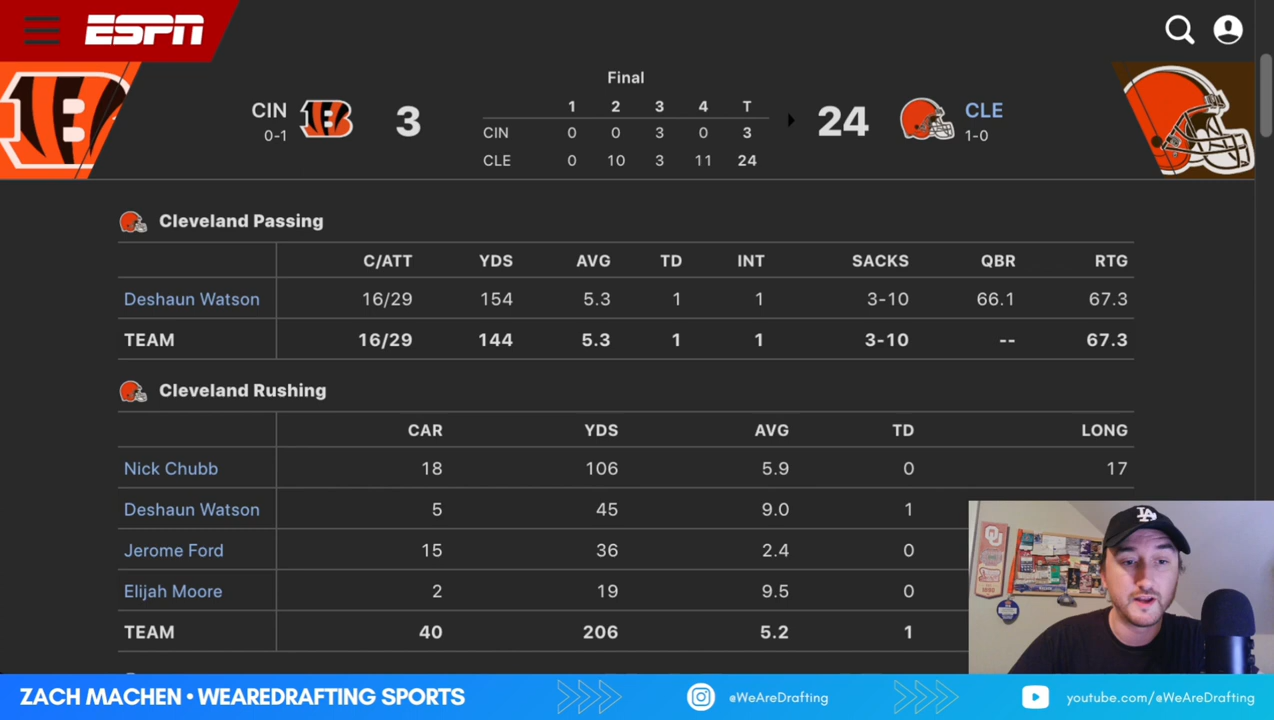 ESPN
Final
CIN
0-1
3
1 2 3 4 T
CIN 0 0 3 0 3
CLE 0 10 3 11 24
24
CLE
1-0
Cleveland Passing
C/ATT YDS AVG TD INT SACKS QBR RTG
Deshaun Watson 16/29 154 5.3 1 1 3-10 66.1 67.3
TEAM 16/29 144 5.3 1 1 3-10 -- 67.3
Cleveland Rushing
CAR YDS AVG TD LONG
Nick Chubb 18 106 5.9 0 17
Deshaun Watson 5 45 9.0 1
Jerome Ford 15 36 2.4 0
Elijah Moore 2 19 9.5 0
TEAM 40 206 5.2 1
LA
ZACH MACHEN • WEAREDRAFTING SPORTS
@WeAreDrafting
youtube.com/@WeAreDrafting